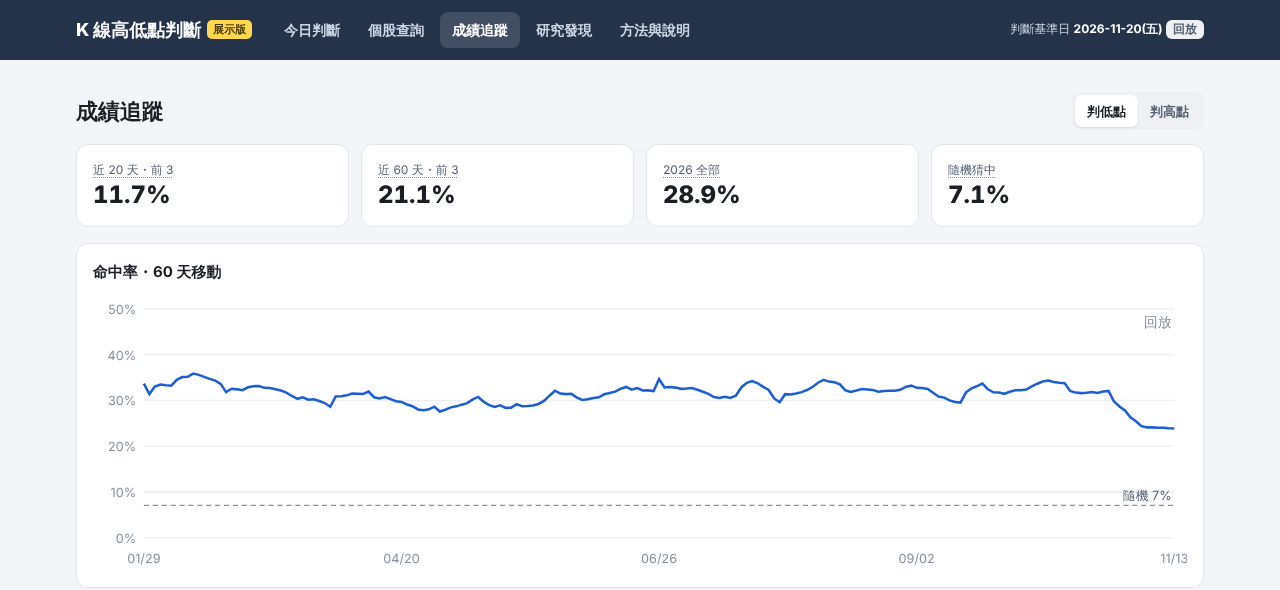 K 線高低點判斷 展示版 今日判斷 個股查詢 成績追蹤 研究發現 方法與說明 判斷基準日 2026-11-20(五) 回放
成績追蹤 判低點 判高點
近 20 天・前 3
11.7%
近 60 天・前 3
21.1%
2026 全部
28.9%
隨機猜中
7.1%
命中率・60 天移動
50%
回放
40%
30%
20%
10%
隨機 7%
0%
01/29 04/20 06/26 09/02 11/13